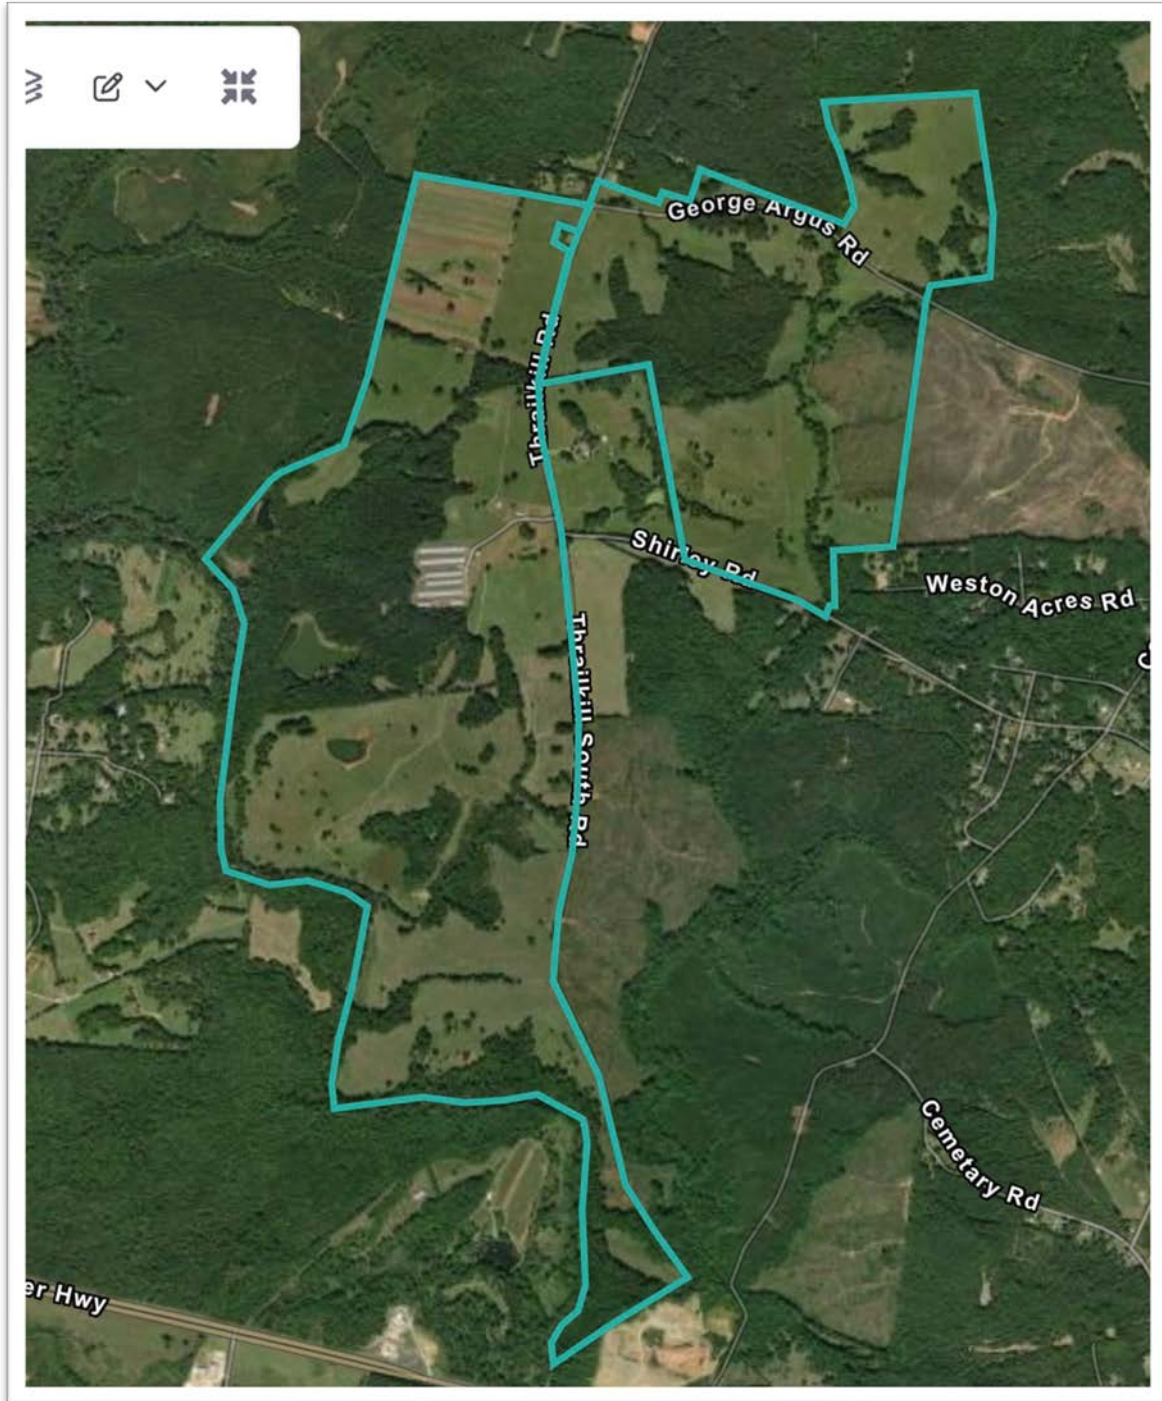 George Argus Rd
Thrailkill Rd
Shirley Rd
Weston Acres Rd
Thrailkill South Rd
Cemetary Rd
er Hwy